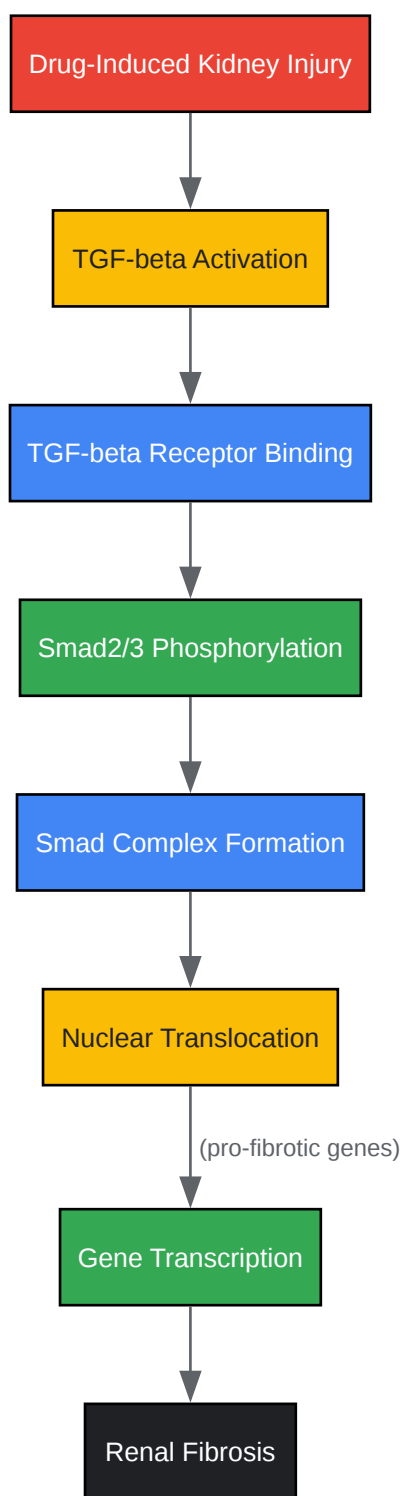 Drug-Induced Kidney Injury
TGF-beta Activation
TGF-beta Receptor Binding
Smad2/3 Phosphorylation
Smad Complex Formation
Nuclear Translocation
(pro-fibrotic genes)
Gene Transcription
Renal Fibrosis